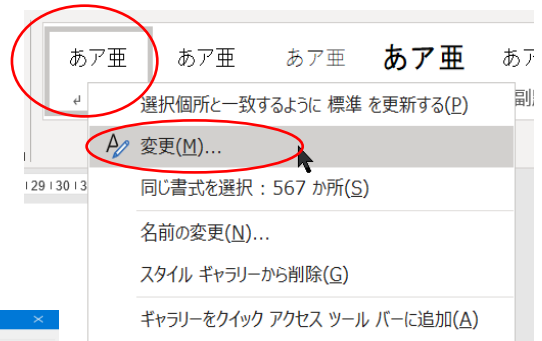 あア亜 あア亜 あア亜 あア亜 あア
選択個所と一致するように 標準 を更新する(P)
変更(M)...
29 30 3
同じ書式を選択 : 567 か所(S)
名前の変更(N)...
スタイル ギャラリーから削除(G)
ギャラリーをクイック アクセス ツール バーに追加(A)